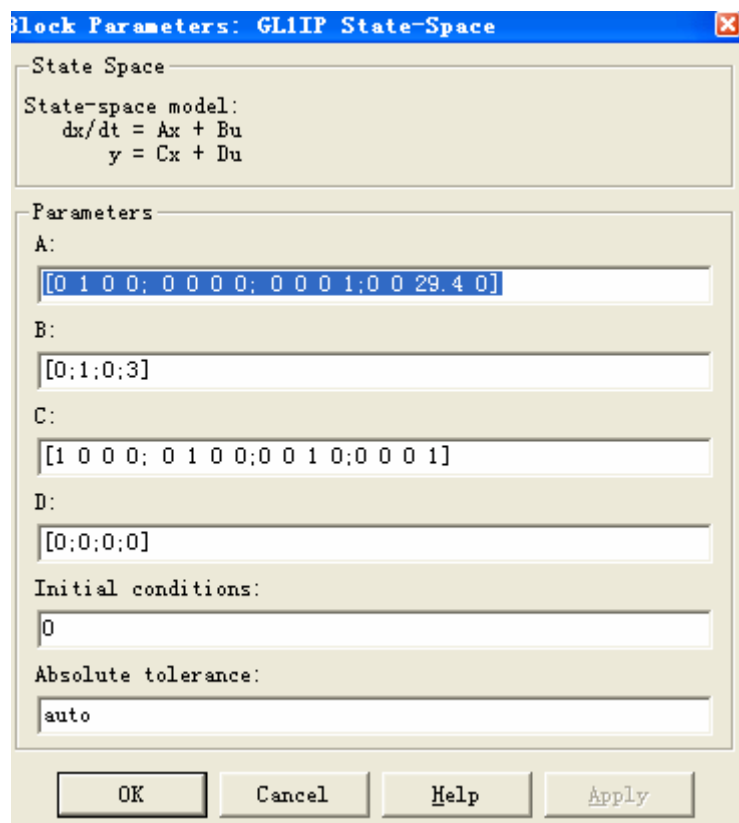 Block Parameters: GL1IP State-Space
State Space
State-space model:
dx/dt = Ax + Bu
y = Cx + Du
Parameters
A:
[0 1 0 0; 0 0 0 0; 0 0 0 1;0 0 29.4 0]
B:
[0;1;0;3]
C:
[1 0 0 0; 0 1 0 0;0 0 1 0;0 0 0 1]
D:
[0;0;0;0]
Initial conditions:
0
Absolute tolerance:
auto
OK Cancel Help Apply